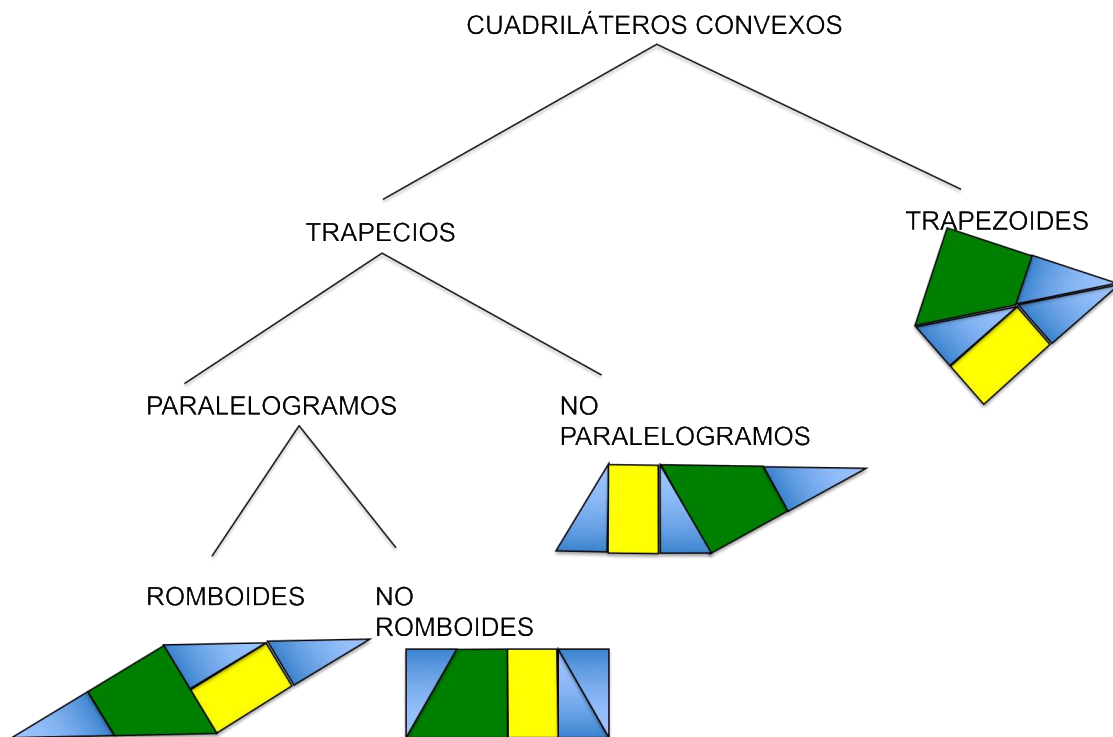 CUADRILÁTEROS CONVEXOS
TRAPECIOS
TRAPEZOIDES
PARALELOGRAMOS
NO
PARALELOGRAMOS
ROMBOIDES
NO
ROMBOIDES